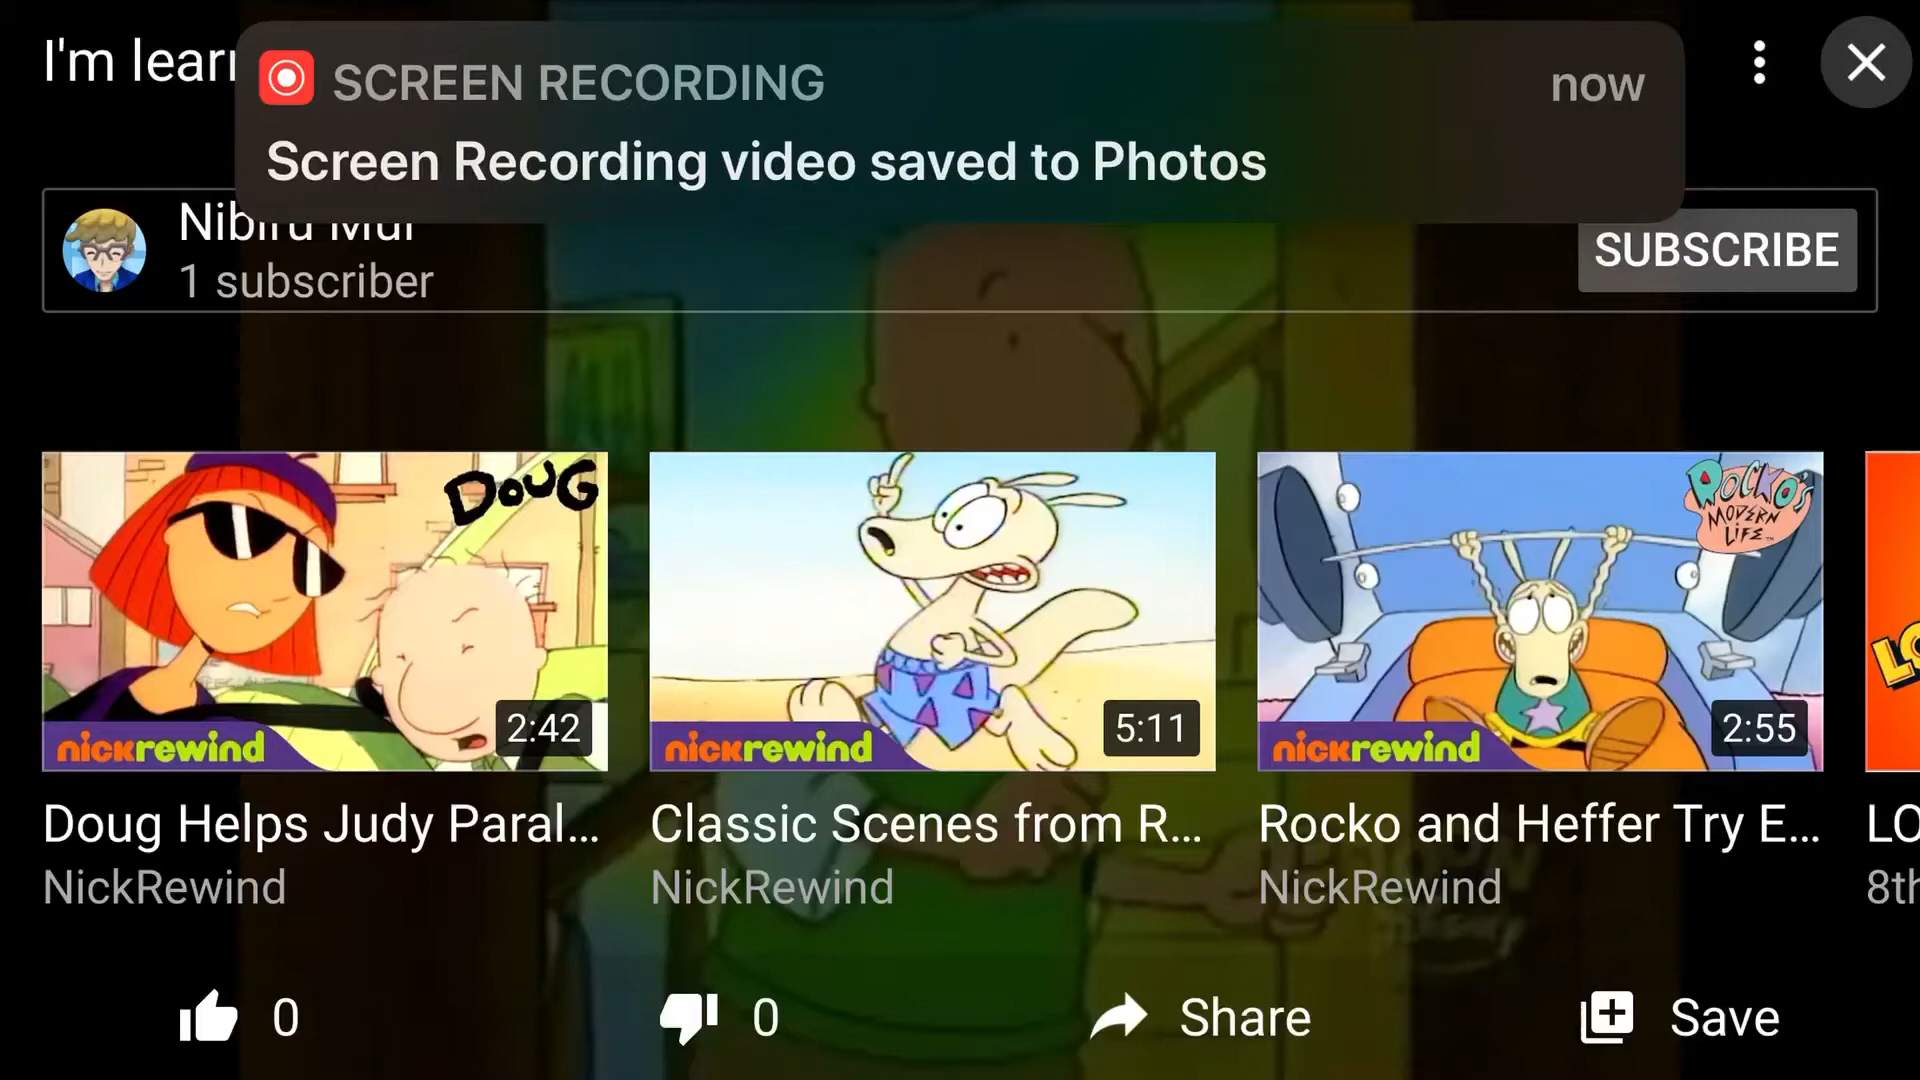 I'm lear
SCREEN RECORDING
now
Screen Recording video saved to Photos
1 subscriber
SUBSCRIBE
DOUG
nickrewind
2:42
nickrewind
5:11
ROCKO'S
MODERN
LIFE
nickrewind
2:55
LO
Doug Helps Judy Paral...
Classic Scenes from R...
Rocko and Heffer Try E...
LO
NickRewind
NickRewind
NickRewind
8th
0
0
Share
Save